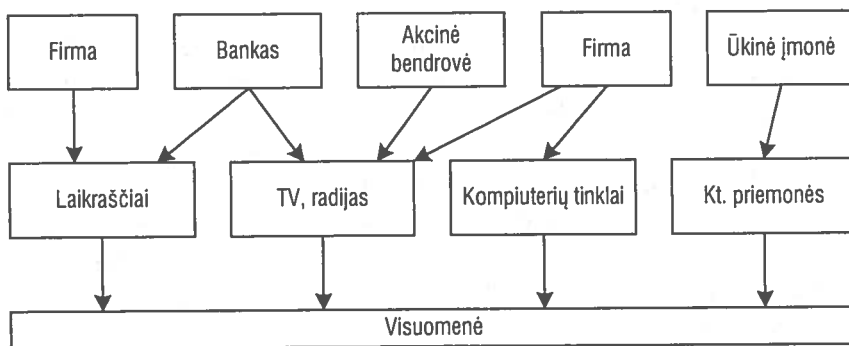 Firma
Bankas
Akcinė
bendrovė
Firma
Ūkinė įmonė
Laikraščiai
TV, radijas
Kompiuterių tinklai
Kt. priemonės
Visuomenė